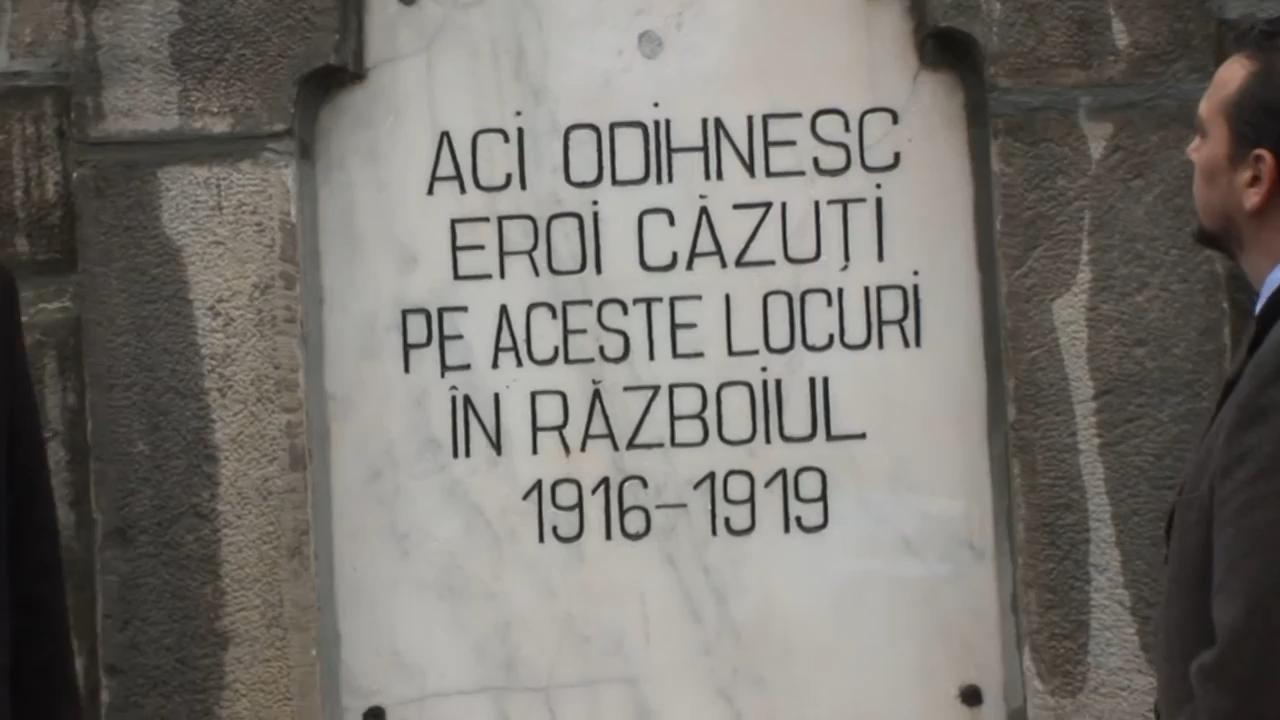 ACI ODIHNESC
EROI CĂZUȚI
PE ACESTE LOCURI
ÎN RĂZBOIUL
1916-1919